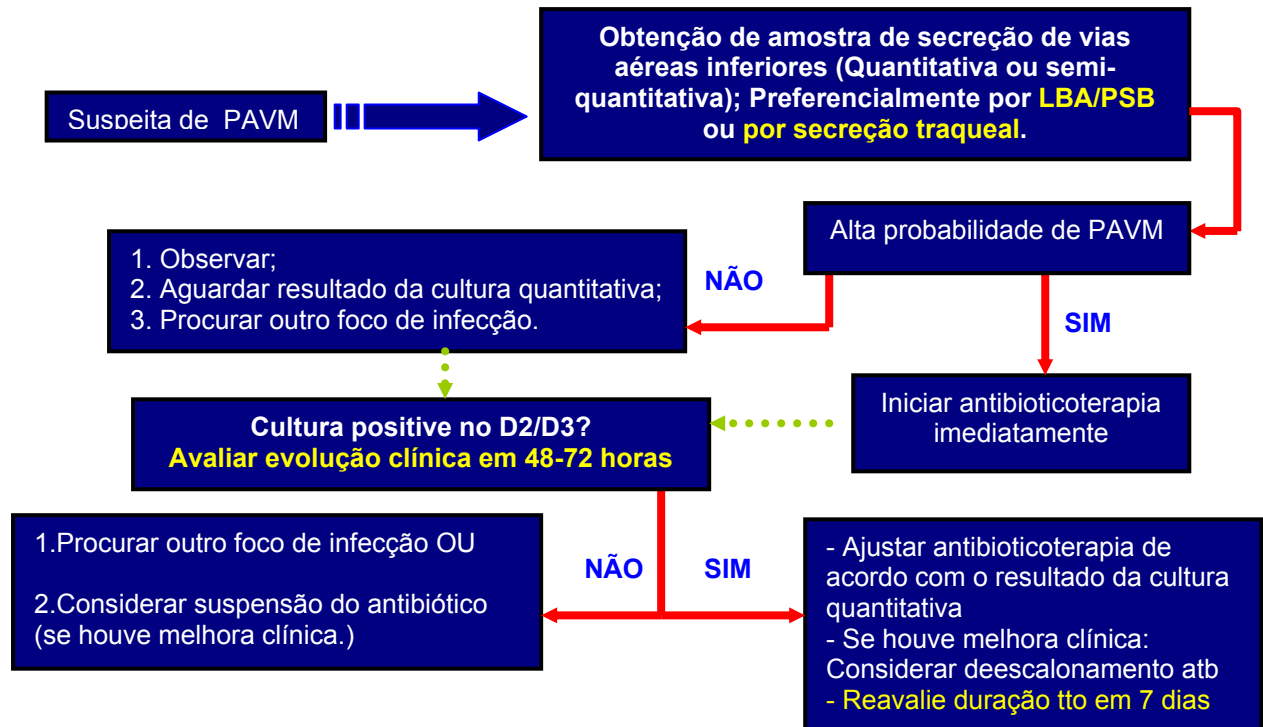 Suspeita de PAVM
Obtenção de amostra de secreção de vias
aéreas inferiores (Quantitativa ou semi-
quantitativa); Preferencialmente por LBA/PSB
ou por secreção traqueal.
Alta probabilidade de PAVM
NÃO
SIM
1. Observar;
2. Aguardar resultado da cultura quantitativa;
3. Procurar outro foco de infecção.
Iniciar antibioticoterapia
imediatamente
Cultura positive no D2/D3?
Avaliar evolução clínica em 48-72 horas
NÃO
SIM
1.Procurar outro foco de infecção OU
2.Considerar suspensão do antibiótico
(se houve melhora clínica.)
- Ajustar antibioticoterapia de
acordo com o resultado da cultura
quantitativa
- Se houve melhora clínica:
Considerar deescalonamento atb
- Reavalie duração tto em 7 dias